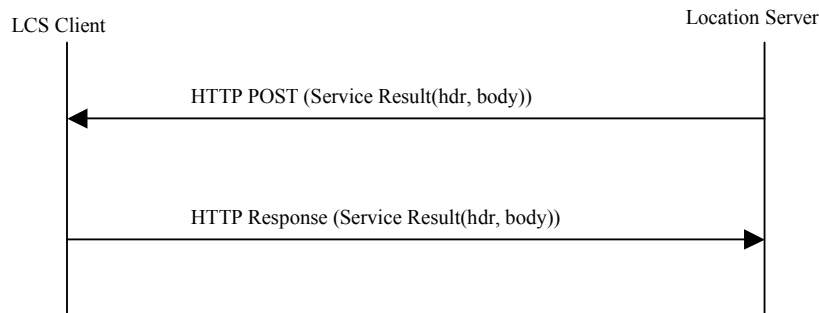 LCS Client
Location Server
HTTP POST (Service Result(hdr, body))
HTTP Response (Service Result(hdr, body))